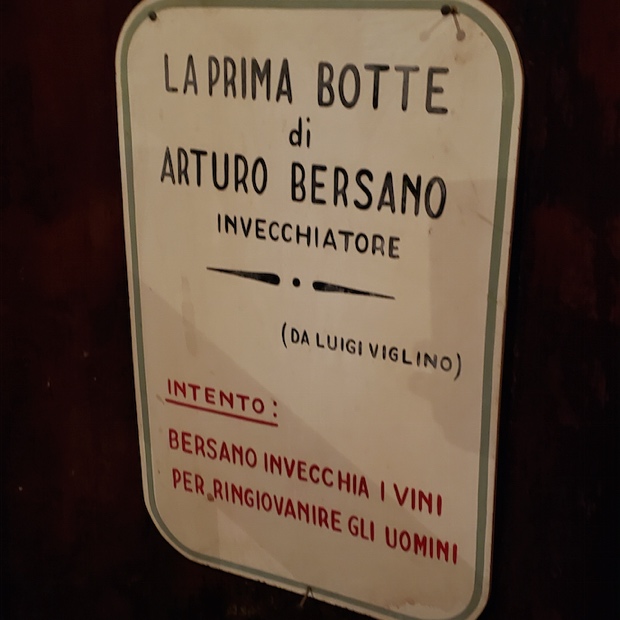 LA PRIMA BOTTE
di
ARTURO BERSANO
INVECCHIATORE
(DA LUIGI VIGLINO)
INTENTO:
BERSANO INVECCHIA I VINI
PER RINGIOVANIRE GLI UOMINI